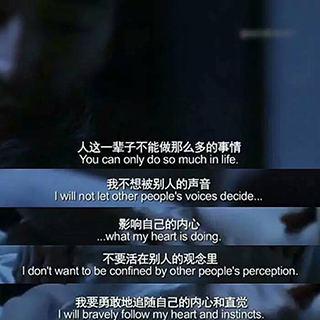 人这一辈子不能做那么多的事情
You can only do so much in life.
我不想被别人的声音
I will not let other people's voices decide...
影响自己的内心
...what my heart is doing.
不要活在别人的观念里
I don't want to be confined by other people's perception.
我要勇敢地追随自己的内心和直觉
I will bravely follow my heart and instincts.